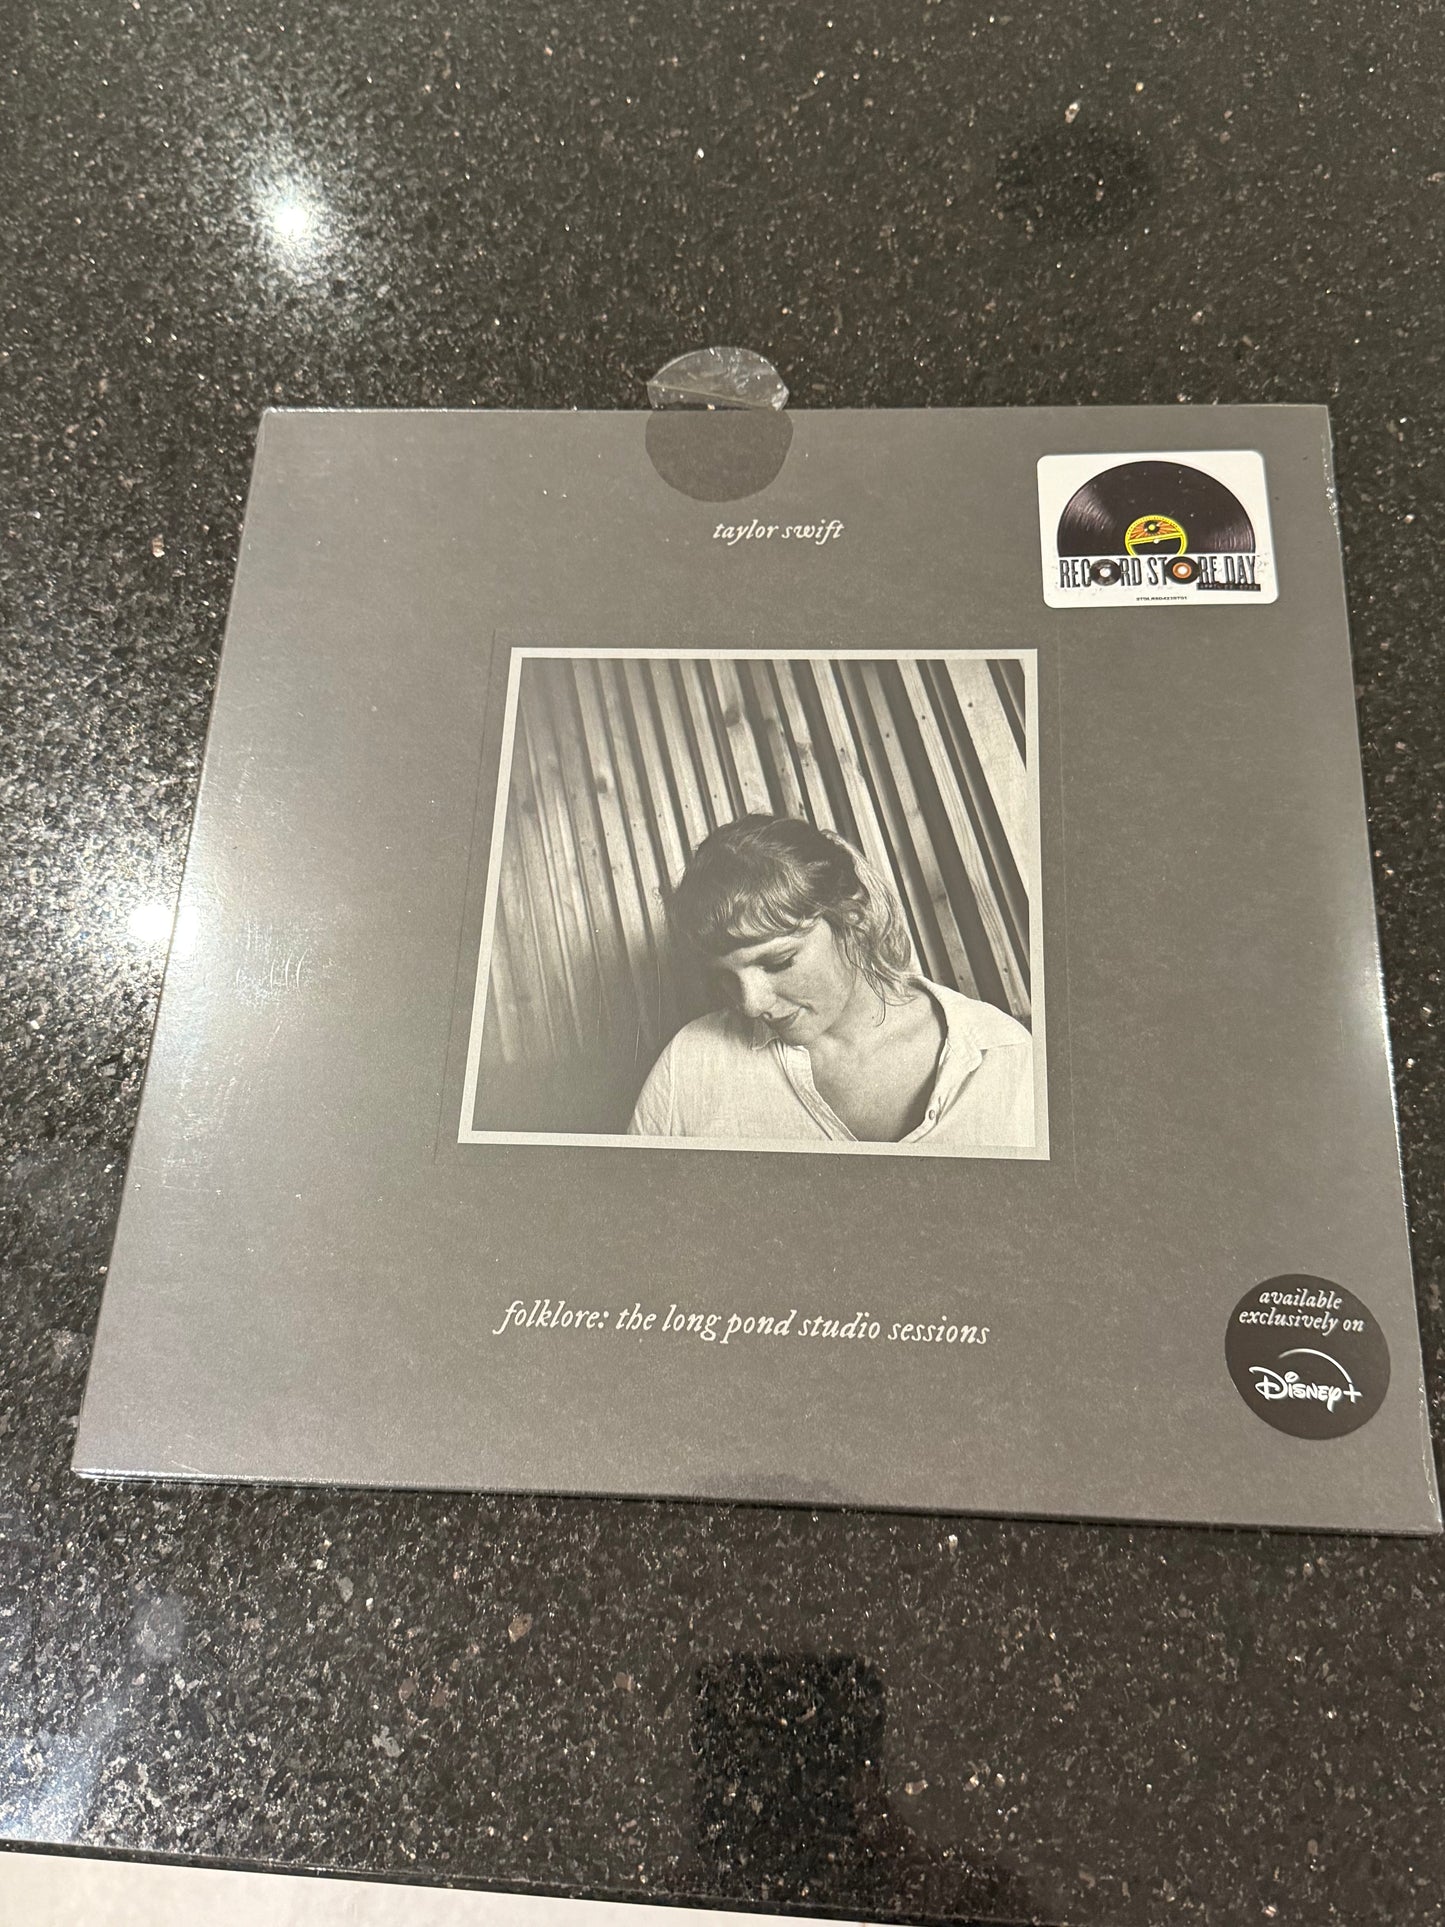 taylor swift
RECORD STORE DAY
folklore: the long pond studio sessions
available
exclusively on
Disney+